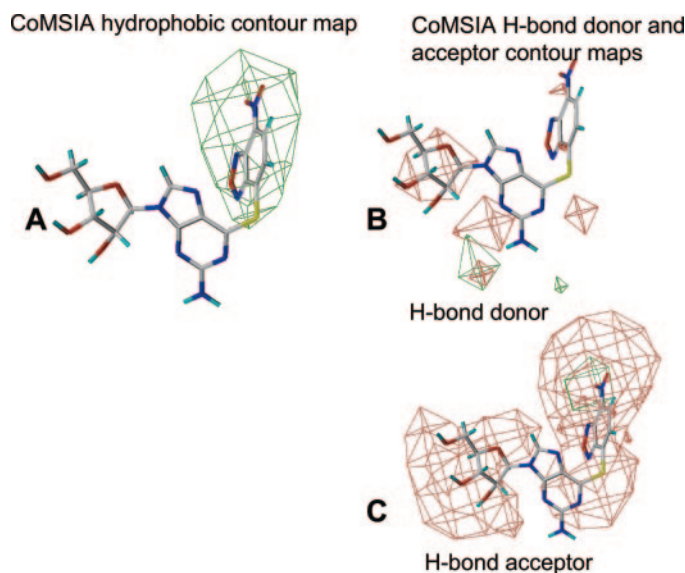 CoMSIA hydrophobic contour map
CoMSIA H-bond donor and
acceptor contour maps
A
B
H-bond donor
C
H-bond acceptor